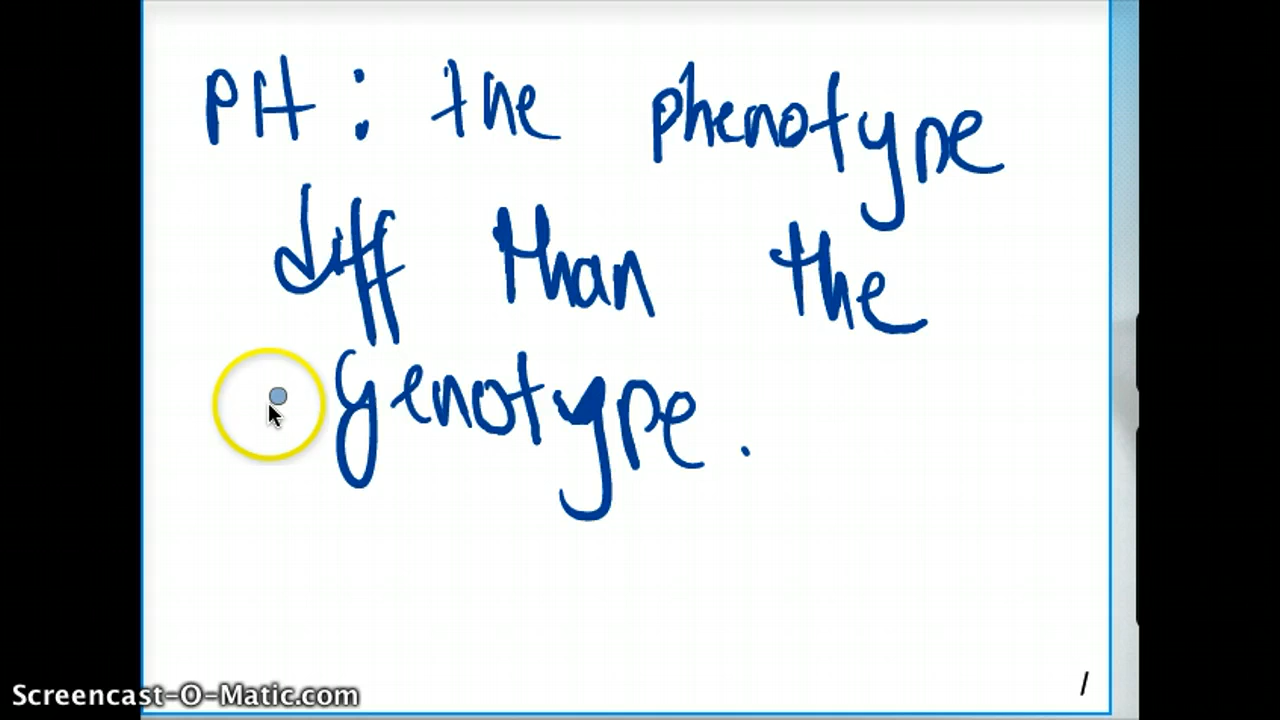 PH : the phenotype
diff than the
genotype.
Screencast-O-Matic.com